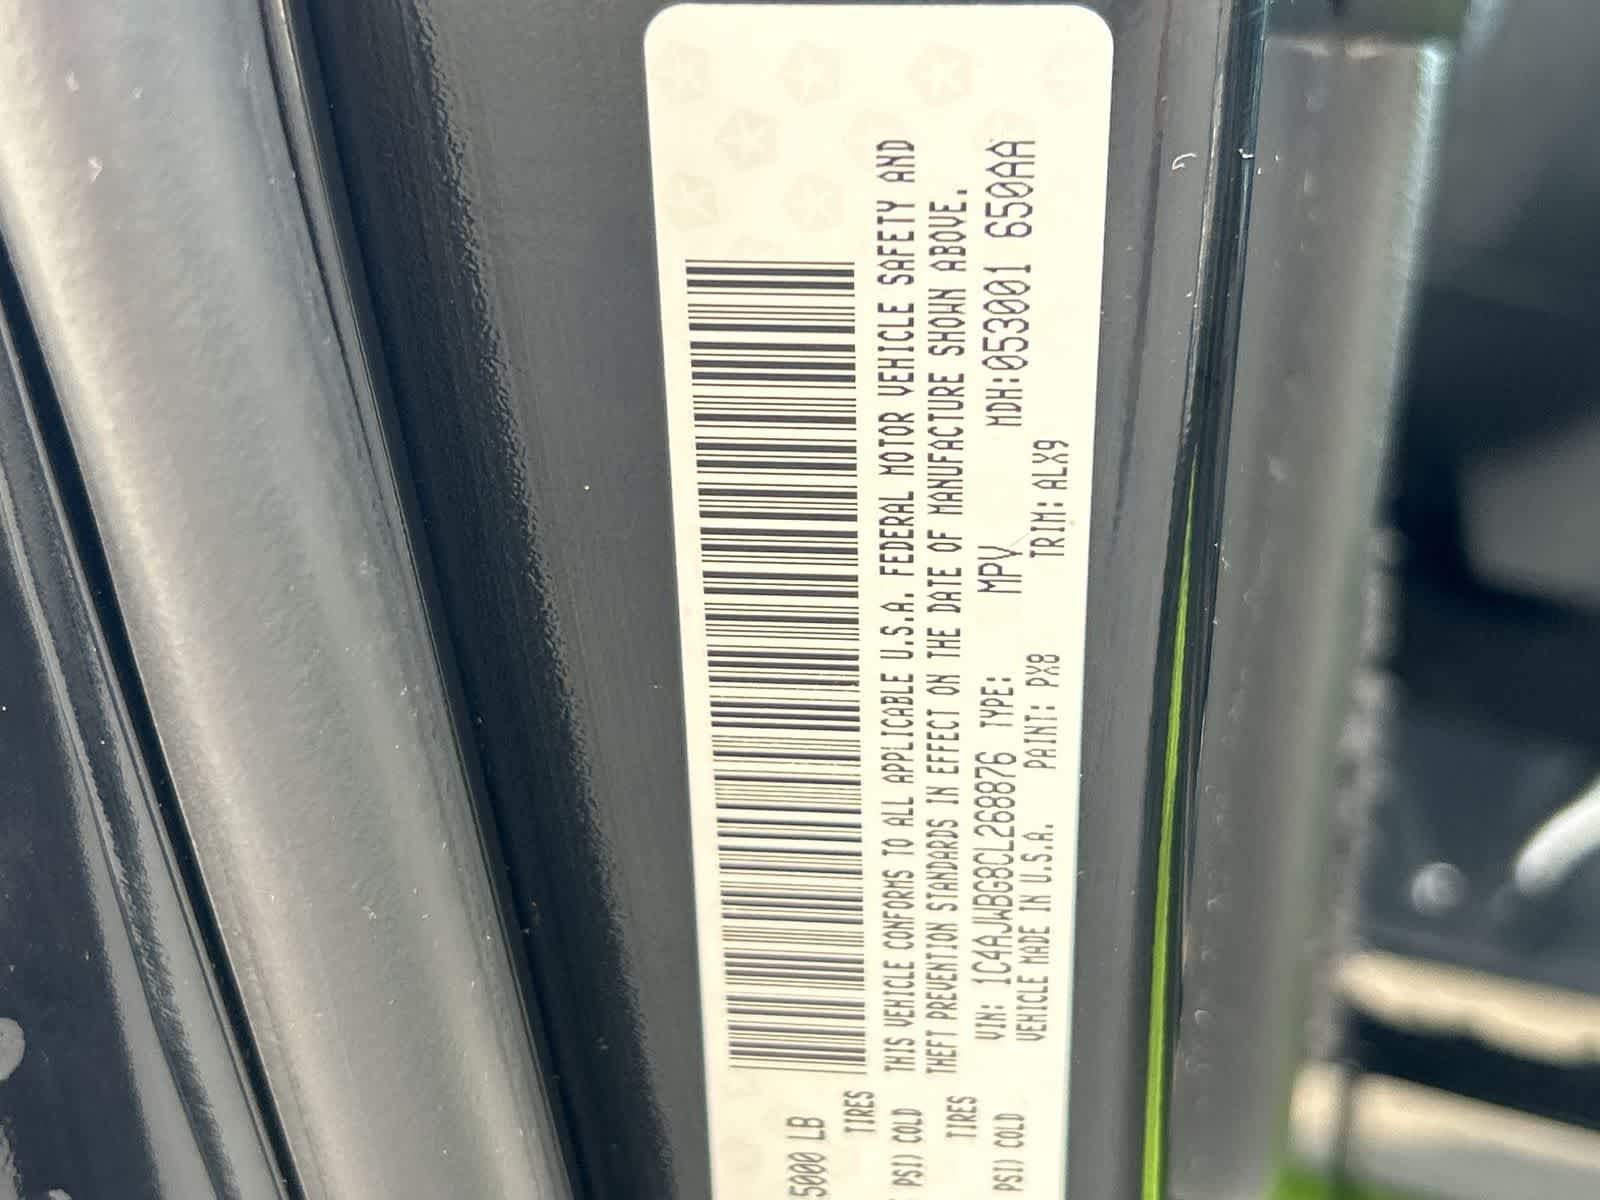 5000 LB
TIRES
PSI) COLD
TIRES
PSI) COLD
THIS VEHICLE CONFORMS TO ALL APPLICABLE U.S.A. FEDERAL MOTOR VEHICLE SAFETY AND
THEFT PREVENTION STANDARDS IN EFFECT ON THE DATE OF MANUFACTURE SHOWN ABOVE.
VIN: 1C4AJWBG8CL268876 TYPE: MPV MDH:053001 650AA
VEHICLE MADE IN U.S.A. PAINT: PX8 TRIM:ALX9